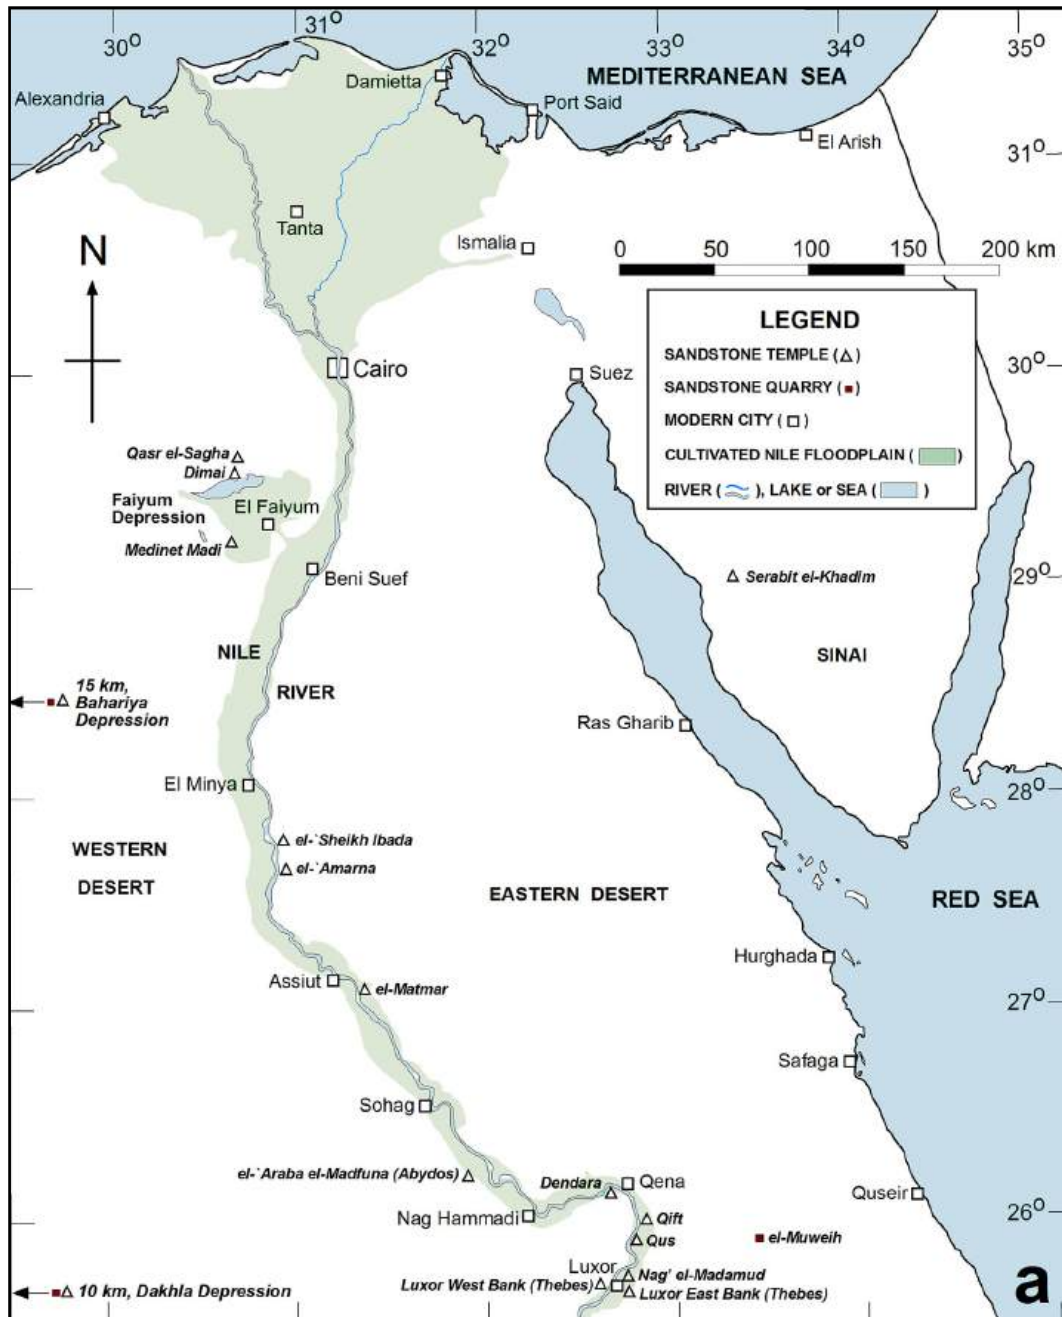 30°
31°
32°
33°
34°
35°
MEDITERRANEAN SEA
Damietta
Alexandria
Port Said
El Arish
31°
Tanta
Ismalia
N
0 50 100 150 200 km
LEGEND
SANDSTONE TEMPLE (△)
SANDSTONE QUARRY (■)
MODERN CITY (□)
CULTIVATED NILE FLOODPLAIN ( )
RIVER ( ), LAKE or SEA ( )
30°
Cairo
Suez
Qasr el-Sagha
Dimai
Faiyum
Depression
El Faiyum
Medinet Madi
Beni Suef
Serabit el-Khadim
29°
NILE
RIVER
SINAI
15 km,
Bahariya
Depression
Ras Gharib
El Minya
28°
el-`Sheikh Ibada
el-`Amarna
WESTERN
DESERT
EASTERN DESERT
RED SEA
Hurghada
Assiut
el-Matmar
27°
Safaga
Sohag
el-`Araba el-Madfuna (Abydos)
Dendara
Qena
Quseir
Nag Hammadi
Qift
26°
Qus
el-Muweih
Luxor
Nag' el-Madamud
Luxor West Bank (Thebes)
Luxor East Bank (Thebes)
10 km, Dakhla Depression
a